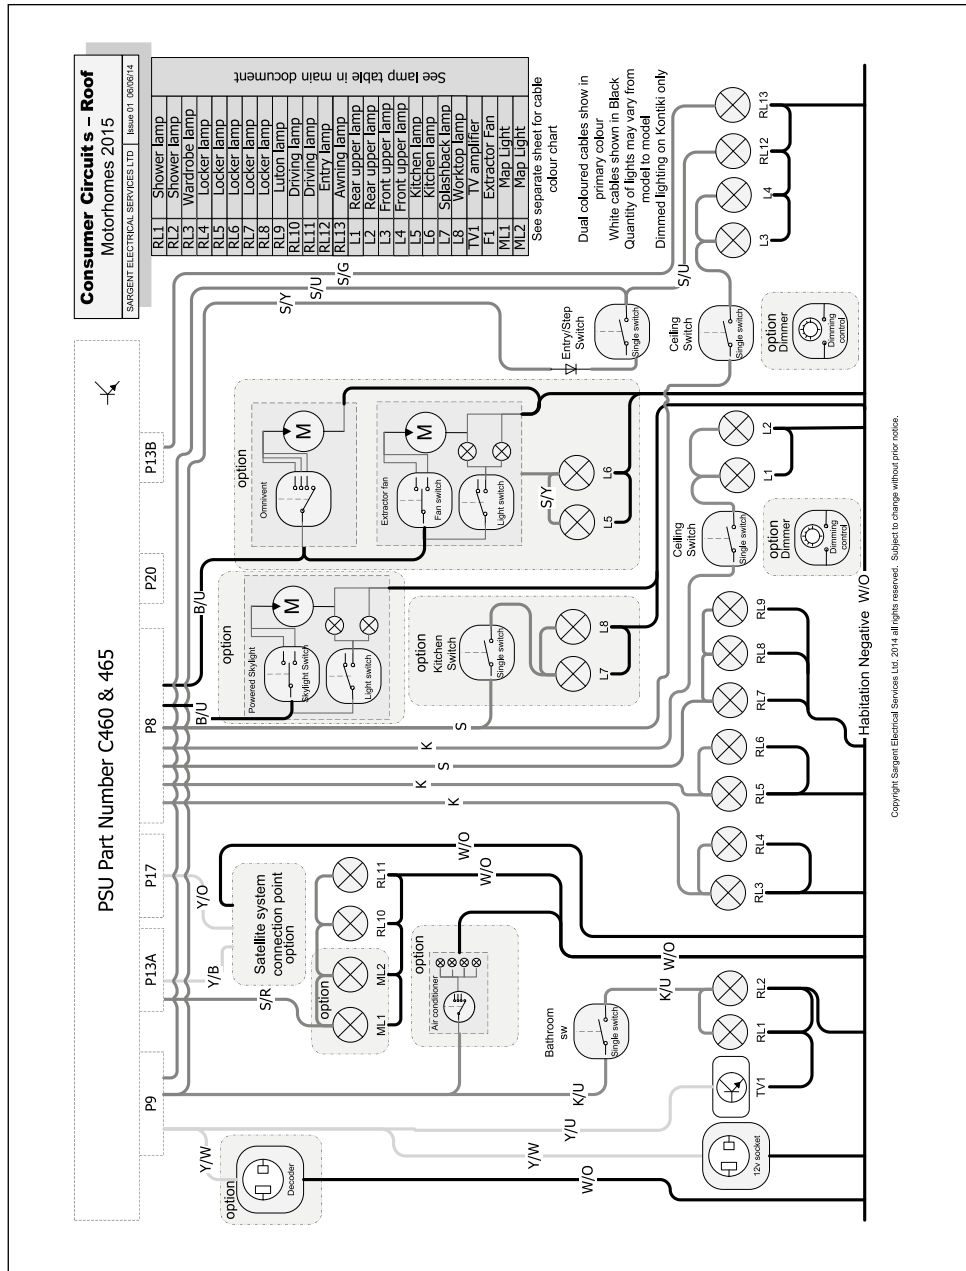 Consumer Circuits – Roof
Motorhomes 2015
SARGENT ELECTRICAL SERVICES LTD
Issue 01 06/06/14
RL1 Shower lamp
RL2 Shower lamp
RL3 Wardrobe lamp
RL4 Locker lamp
RL5 Locker lamp
RL6 Locker lamp
RL7 Locker lamp
RL8 Locker lamp
RL9 Luton lamp
RL10 Driving lamp
RL11 Driving lamp
RL12 Entry lamp
RL13 Awning lamp
L1 Rear upper lamp
L2 Rear upper lamp
L3 Front upper lamp
L4 Front upper lamp
L5 Kitchen lamp
L6 Kitchen lamp
L7 Splashback lamp
L8 Worktop lamp
TV1 TV amplifier
F1 Extractor Fan
ML1 Map Light
ML2 Map Light
See lamp table in main document
See separate sheet for cable
colour chart
Dual coloured cables show in
primary colour
White cables shown in Black
Quantity of lights may vary from
model to model
Dimmed lighting on Kontiki only
PSU Part Number C460 & 465
P9
P13A
P17
P8
P20
P13B
Y/W
option
Decoder
W/O
Y/W
12v socket
Y/U
TV1
K/U
Bathroom
sw
Single switch
K/U
RL1
RL2
option
Air conditioner
W/O
S/R
Y/B
Y/O
Satellite system
connection point
option
option
ML1
ML2
RL10
RL11
W/O
W/O
K
K
S
K
S
RL3
RL4
RL5
RL6
RL7
RL8
RL9
B/U
B/U
option
Powered Skylight
Skylight Switch
Light switch
M
option
Kitchen
Switch
Single switch
L7
L8
option
Omnivent
M
Extractor fan
Fan switch
M
Light switch
S/Y
L5
L6
Ceiling
Switch
Single switch
L1
L2
option
Dimmer
Dimming
control
S/Y
S/U
S/G
Entry/Step
Switch
Single switch
Ceiling
Switch
Single switch
S/U
option
Dimmer
Dimming
control
L3
L4
RL12
RL13
Habitation Negative W/O
Copyright Sargent Electrical Services Ltd. 2014 all rights reserved. Subject to change without prior notice.